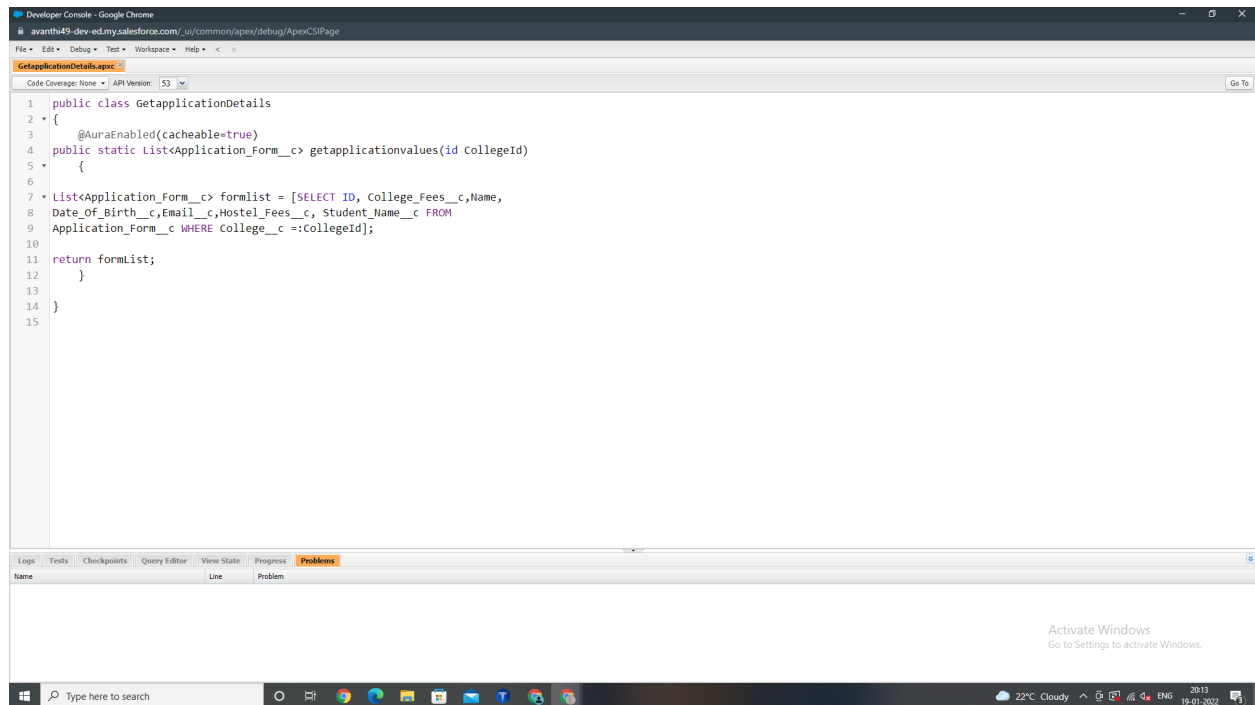 Developer Console - Google Chrome
avanthi49-dev-ed.my.salesforce.com/_ui/common/apex/debug/ApexCSIPage
File Edit Debug Test Workspace Help < >
GetapplicationDetails.apxc
Code Coverage: None API Version: 53 Go To
1 public class GetapplicationDetails
2 {
3 @AuraEnabled(cacheable=true)
4 public static List<Application_Form__c> getapplicationvalues(id CollegeId)
5 {
6
7 List<Application_Form__c> formlist = [SELECT ID, College_Fees__c,Name,
8 Date_Of_Birth__c,Email__c,Hostel_Fees__c, Student_Name__c FROM
9 Application_Form__c WHERE College__c =:CollegeId];
10
11 return formList;
12 }
13
14 }
15
Logs Tests Checkpoints Query Editor View State Progress Problems
Name Line Problem
Activate Windows
Go to Settings to activate Windows.
Type here to search
22°C Cloudy ENG 20:13
19-01-2022 3